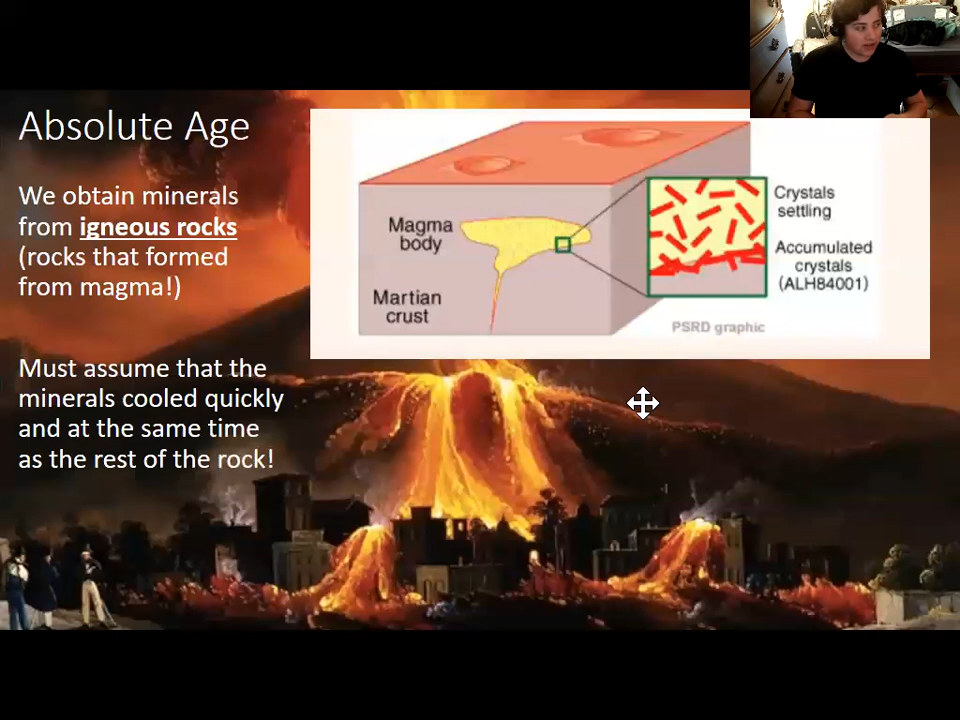 Absolute Age
We obtain minerals
from igneous rocks
(rocks that formed
from magma!)
Must assume that the
minerals cooled quickly
and at the same time
as the rest of the rock!
Magma
body
Martian
crust
Crystals
settling
Accumulated
crystals
(ALH84001)
PSRD graphic